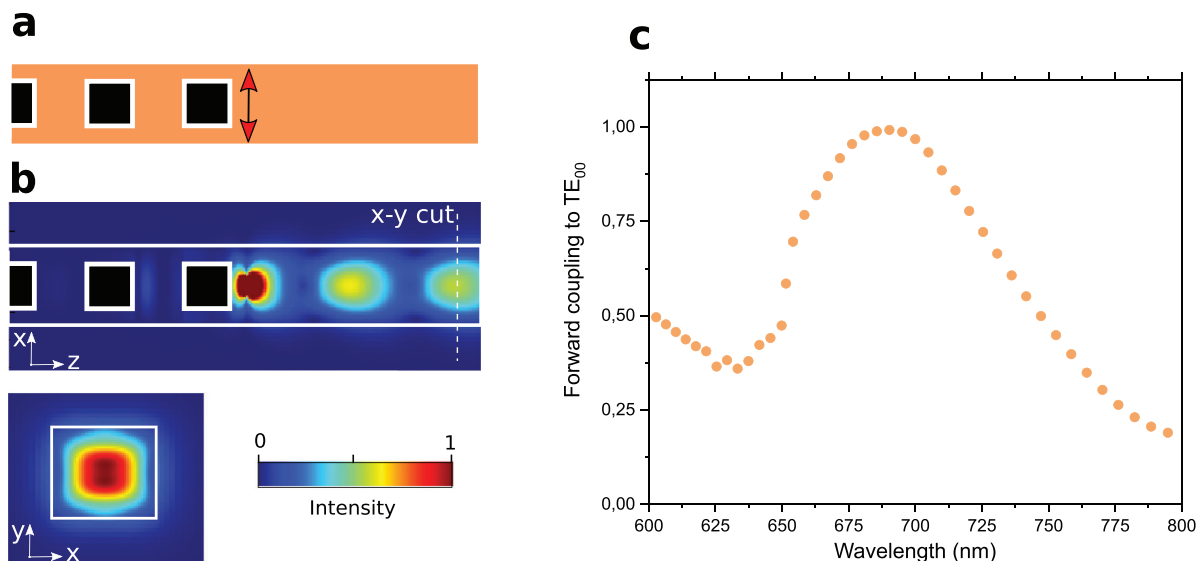 a
b
x-y cut
x
z
y
x
0
1
Intensity
c
Forward coupling to TE00
1,00
0,75
0,50
0,25
0,00
600
625
650
675
700
725
750
775
800
Wavelength (nm)